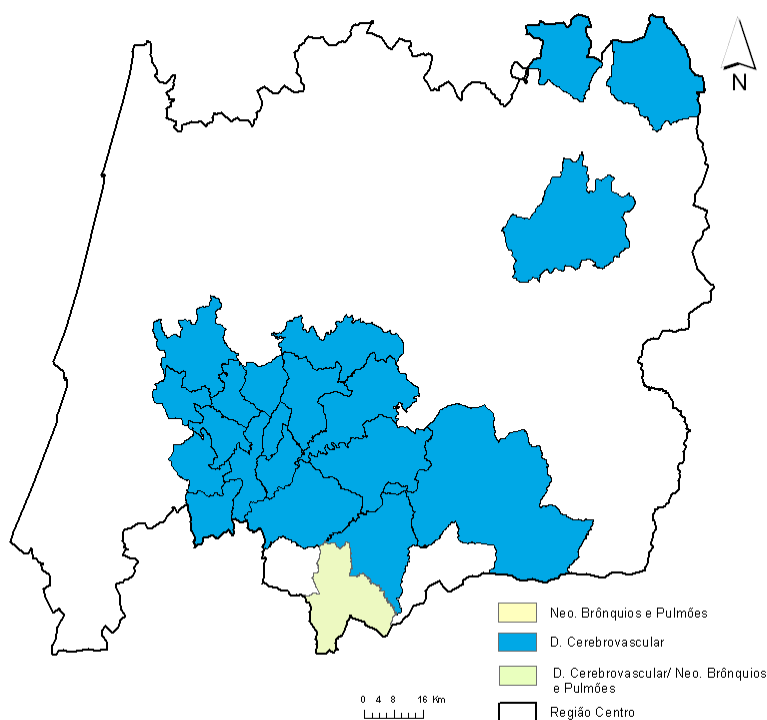 N
Neo. Brônquios e Pulmões
D. Cerebrovascular
D. Cerebrovascular/ Neo. Brônquios
e Pulmões
Região Centro
0 4 8 16 Km